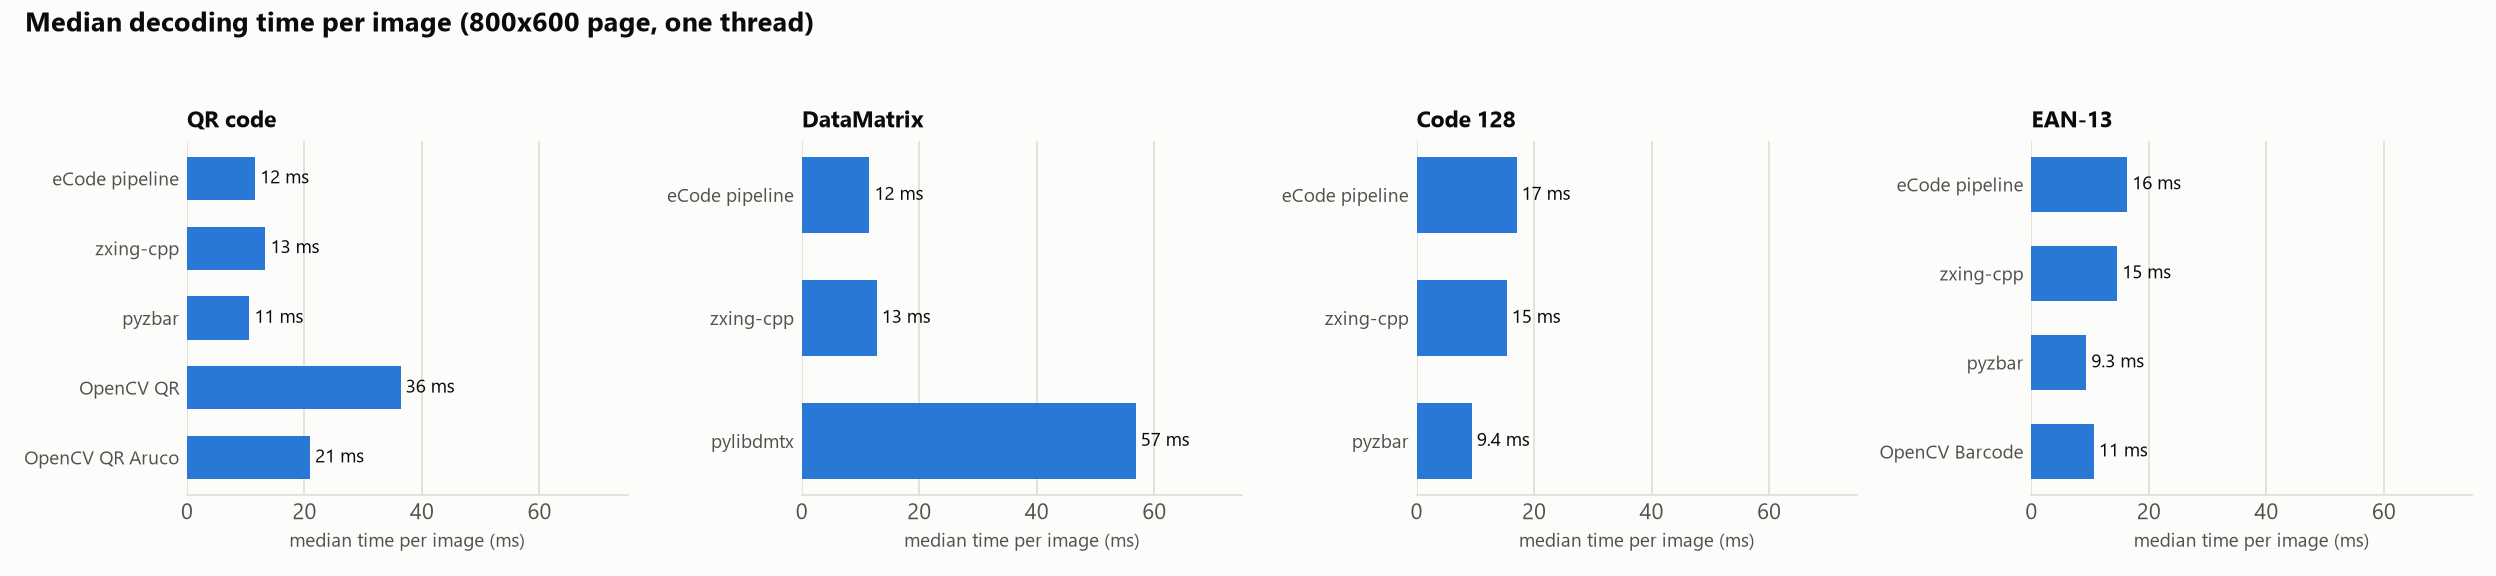 Median decoding time per image (800x600 page, one thread)
QR code
eCode pipeline 12 ms
zxing-cpp 13 ms
pyzbar 11 ms
OpenCV QR 36 ms
OpenCV QR Aruco 21 ms
0 20 40 60
median time per image (ms)
DataMatrix
eCode pipeline 12 ms
zxing-cpp 13 ms
pylibdmtx 57 ms
0 20 40 60
median time per image (ms)
Code 128
eCode pipeline 17 ms
zxing-cpp 15 ms
pyzbar 9.4 ms
0 20 40 60
median time per image (ms)
EAN-13
eCode pipeline 16 ms
zxing-cpp 15 ms
pyzbar 9.3 ms
OpenCV Barcode 11 ms
0 20 40 60
median time per image (ms)